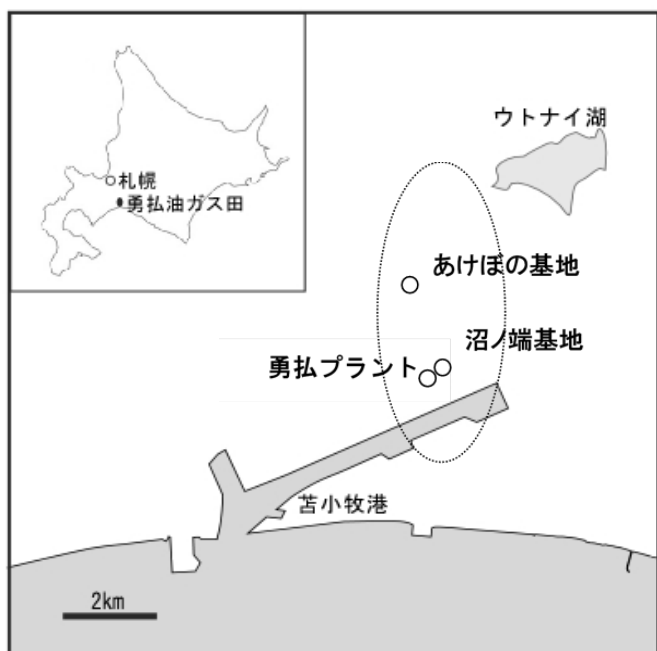 札幌
勇払油ガス田
ウトナイ湖
あけぼの基地
沼ノ端基地
勇払プラント
苫小牧港
2km